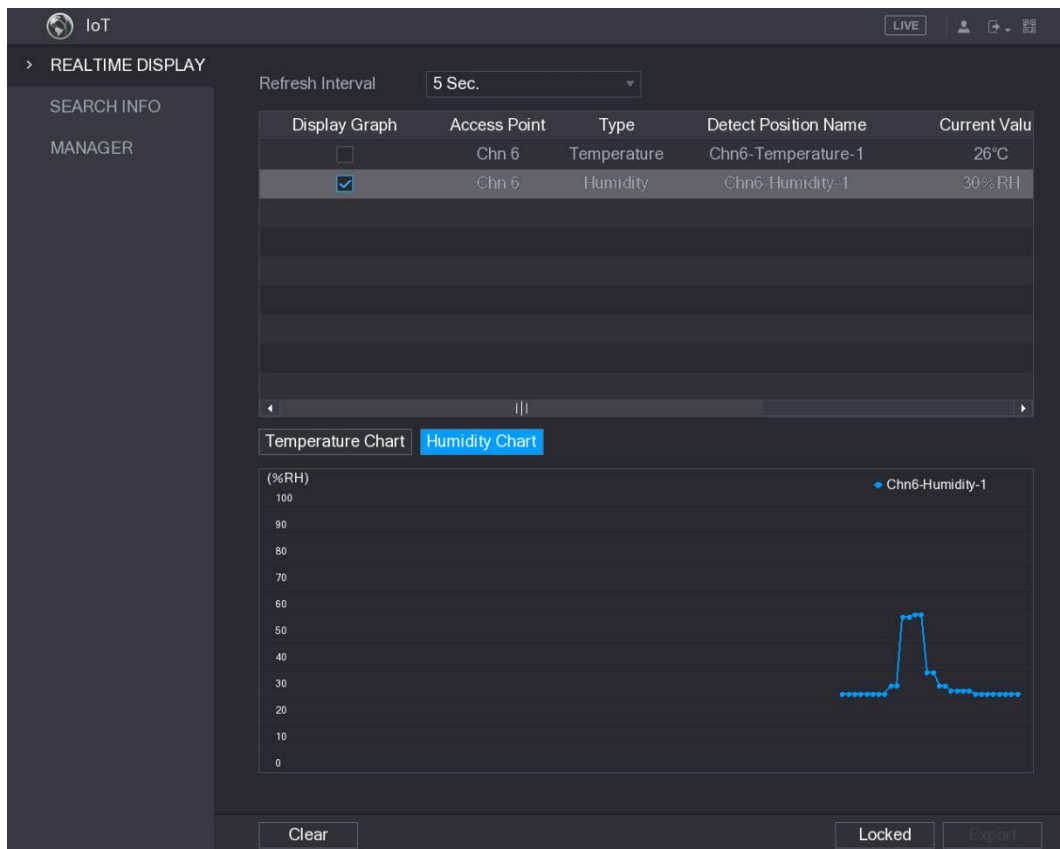 IoT
LIVE
REALTIME DISPLAY
SEARCH INFO
MANAGER
Refresh Interval 5 Sec.
Display Graph Access Point Type Detect Position Name Current Valu
Chn 6 Temperature Chn6-Temperature-1 26°C
Chn 6 Humidity Chn6-Humidity-1 30%RH
Temperature Chart Humidity Chart
(%RH)
Chn6-Humidity-1
100
90
80
70
60
50
40
30
20
10
0
Clear Locked Export